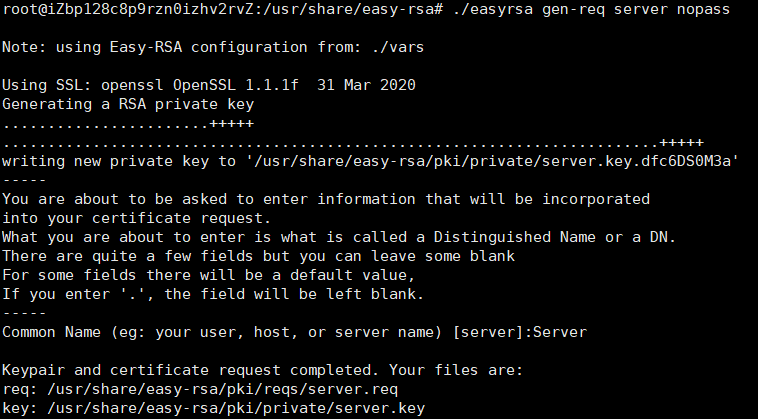 root@iZbp128c8p9rzn0izhv2rvZ:/usr/share/easy-rsa# ./easyrsa gen-req server nopass
Note: using Easy-RSA configuration from: ./vars
Using SSL: openssl OpenSSL 1.1.1f  31 Mar 2020
Generating a RSA private key
.......................+++++
........................................................................+++++
writing new private key to '/usr/share/easy-rsa/pki/private/server.key.dfc6DS0M3a'
-----
You are about to be asked to enter information that will be incorporated
into your certificate request.
What you are about to enter is what is called a Distinguished Name or a DN.
There are quite a few fields but you can leave some blank
For some fields there will be a default value,
If you enter '.', the field will be left blank.
-----
Common Name (eg: your user, host, or server name) [server]:Server
Keypair and certificate request completed. Your files are:
req: /usr/share/easy-rsa/pki/reqs/server.req
key: /usr/share/easy-rsa/pki/private/server.key